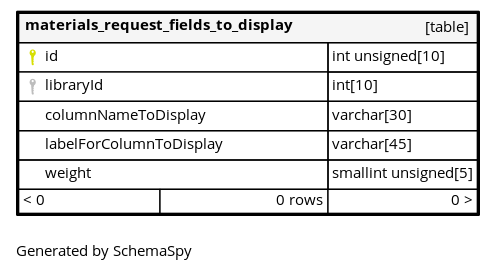 materials_request_fields_to_display [table]
id int unsigned[10]
libraryId int[10]
columnNameToDisplay varchar[30]
labelForColumnToDisplay varchar[45]
weight smallint unsigned[5]
< 0 0 rows 0 >
Generated by SchemaSpy